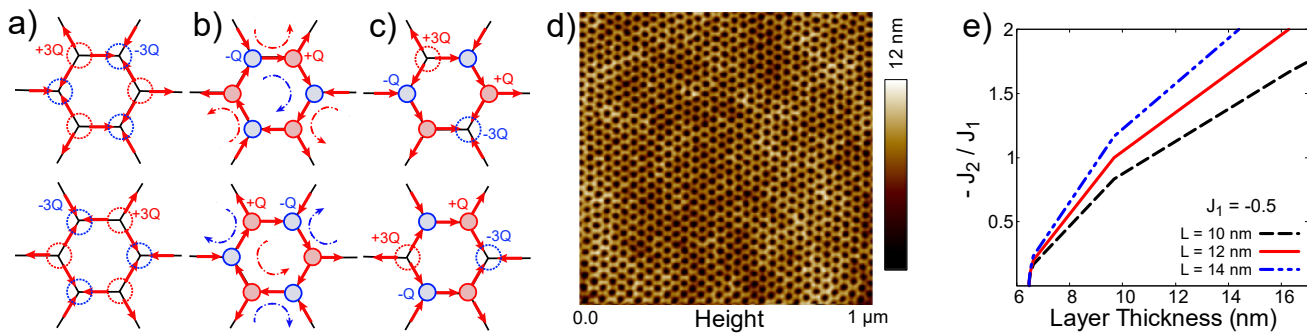 a)
+3Q
-3Q
-3Q
+3Q
b)
-Q
+Q
+Q
-Q
c)
+3Q
-Q
+Q
-3Q
+Q
+3Q
-3Q
-Q
d)
12 nm
0.0
Height
1 µm
e)
- J2 / J1
2
1.5
1
0.5
J1 = -0.5
L = 10 nm
L = 12 nm
L = 14 nm
6 8 10 12 14 16
Layer Thickness (nm)